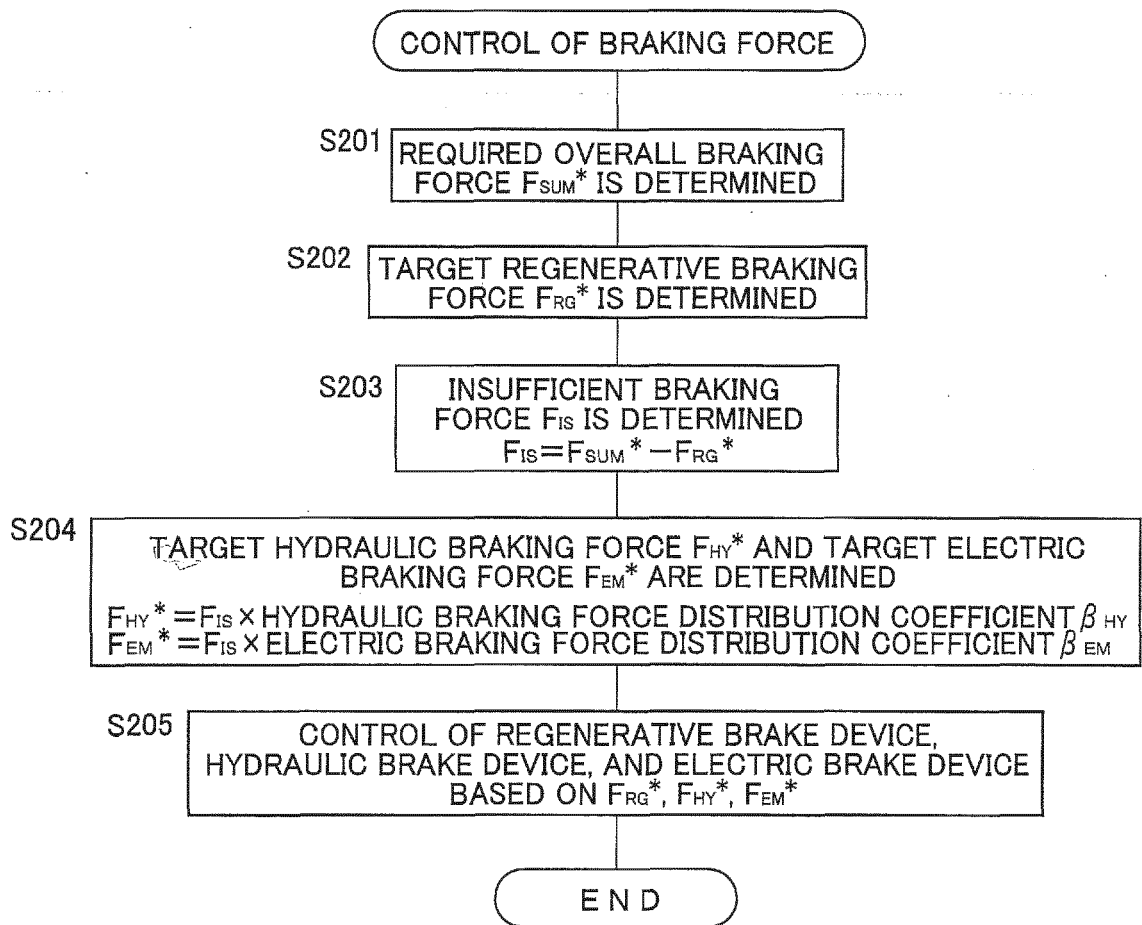 CONTROL OF BRAKING FORCE
S201
REQUIRED OVERALL BRAKING
FORCE FSUM* IS DETERMINED
S202
TARGET REGENERATIVE BRAKING
FORCE FRG* IS DETERMINED
S203
INSUFFICIENT BRAKING
FORCE FIS IS DETERMINED
FIS=FSUM*-FRG*
S204
TARGET HYDRAULIC BRAKING FORCE FHY* AND TARGET ELECTRIC
BRAKING FORCE FEM* ARE DETERMINED
FHY*=FIS×HYDRAULIC BRAKING FORCE DISTRIBUTION COEFFICIENT βHY
FEM*=FIS×ELECTRIC BRAKING FORCE DISTRIBUTION COEFFICIENT βEM
S205
CONTROL OF REGENERATIVE BRAKE DEVICE,
HYDRAULIC BRAKE DEVICE, AND ELECTRIC BRAKE DEVICE
BASED ON FRG*, FHY*, FEM*
END